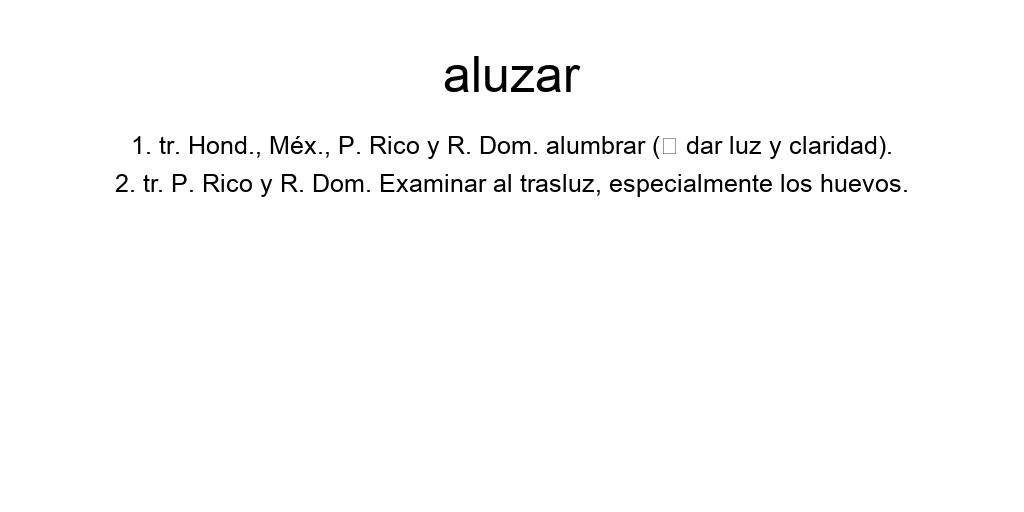 aluzar
1. tr. Hond., Méx., P. Rico y R. Dom. alumbrar (□ dar luz y claridad).
2. tr. P. Rico y R. Dom. Examinar al trasluz, especialmente los huevos.